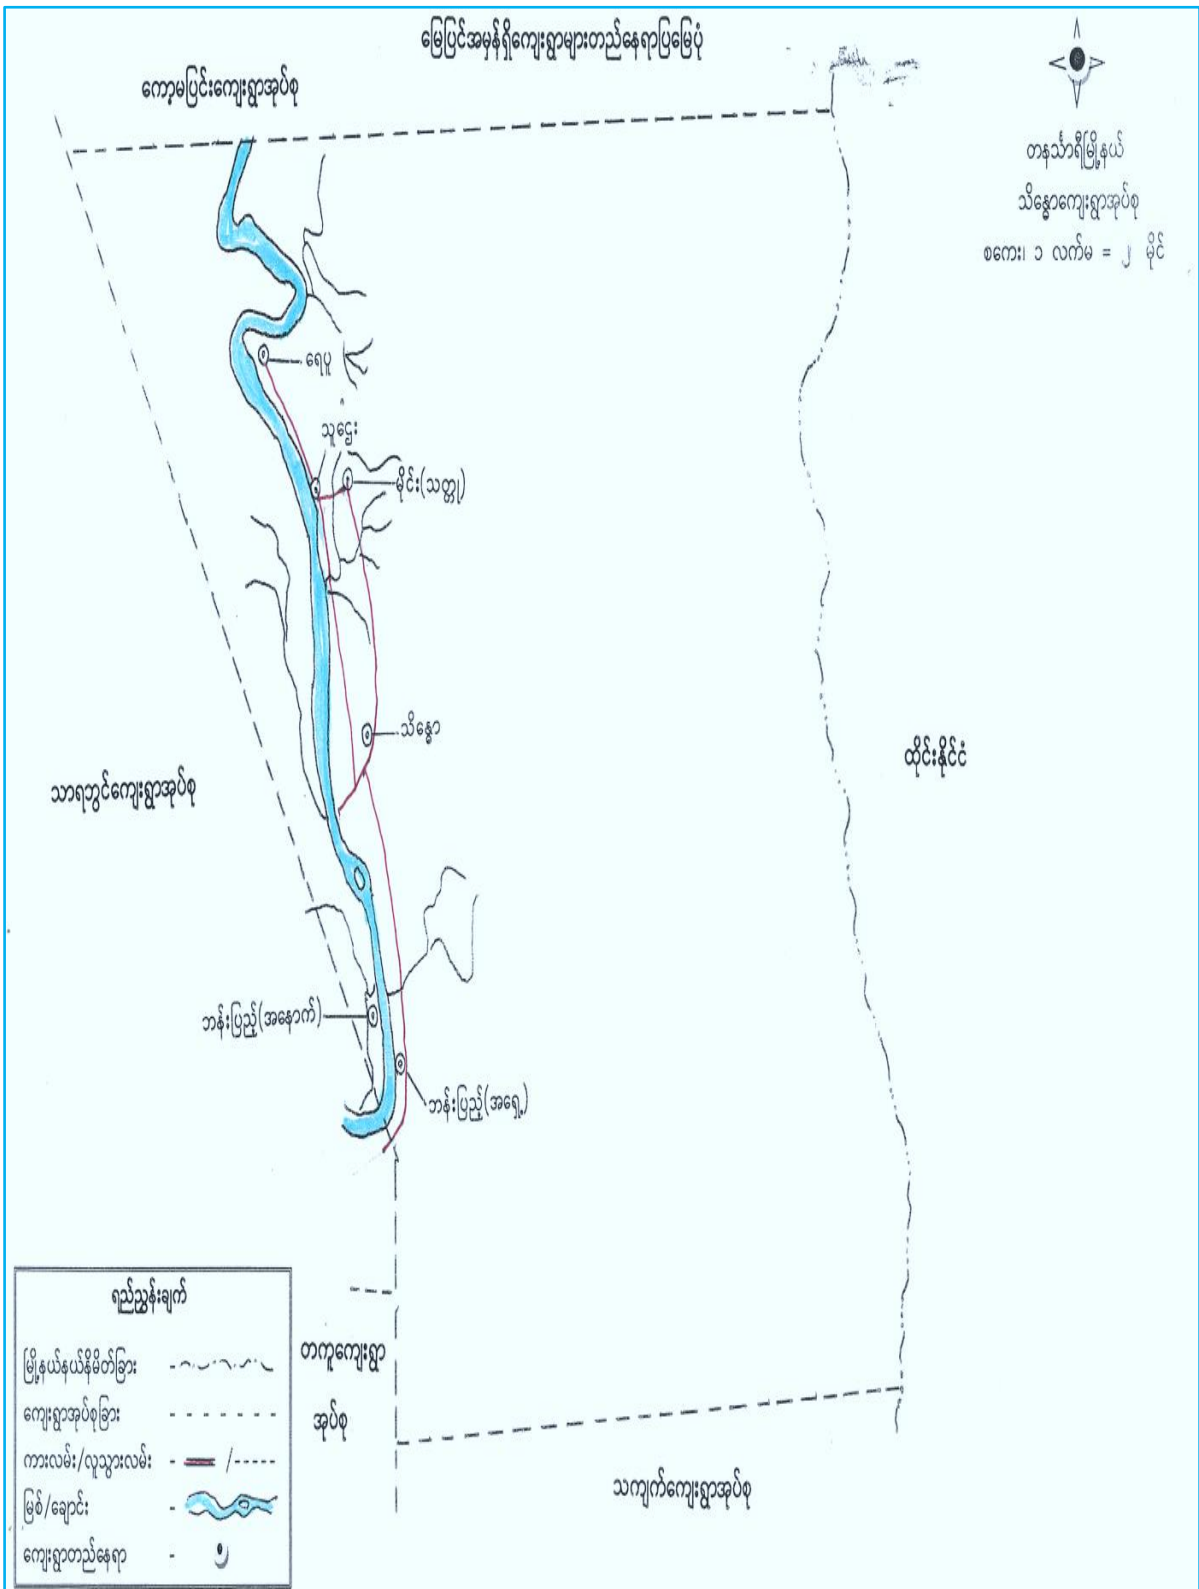 မြေပြင်အမှန်ရှိကျေးရွာများတည်နေရာပြမြေပုံ
ကော့မပြင်းကျေးရွာအုပ်စု
တနင်္သာရီမြို့နယ်
သိန္ဓောကျေးရွာအုပ်စု
စကေး၊ ၁ လက်မ = ၂ မိုင်
ရေပူ
သူဌေး
မိုင်း(သတ္တု)
သိန္ဓော
ထိုင်းနိုင်ငံ
သာရဘွင်ကျေးရွာအုပ်စု
ဘန်းပြည့်(အနောက်)
ဘန်းပြည့်(အရှေ့)
တကူကျေးရွာ
အုပ်စု
သကျက်ကျေးရွာအုပ်စု
ရည်ညွှန်းချက်
မြို့နယ်နယ်နိမိတ်ခြား -
ကျေးရွာအုပ်စုခြား -
ကားလမ်း/လူသွားလမ်း - /
မြစ်/ချောင်း -
ကျေးရွာတည်နေရာ -